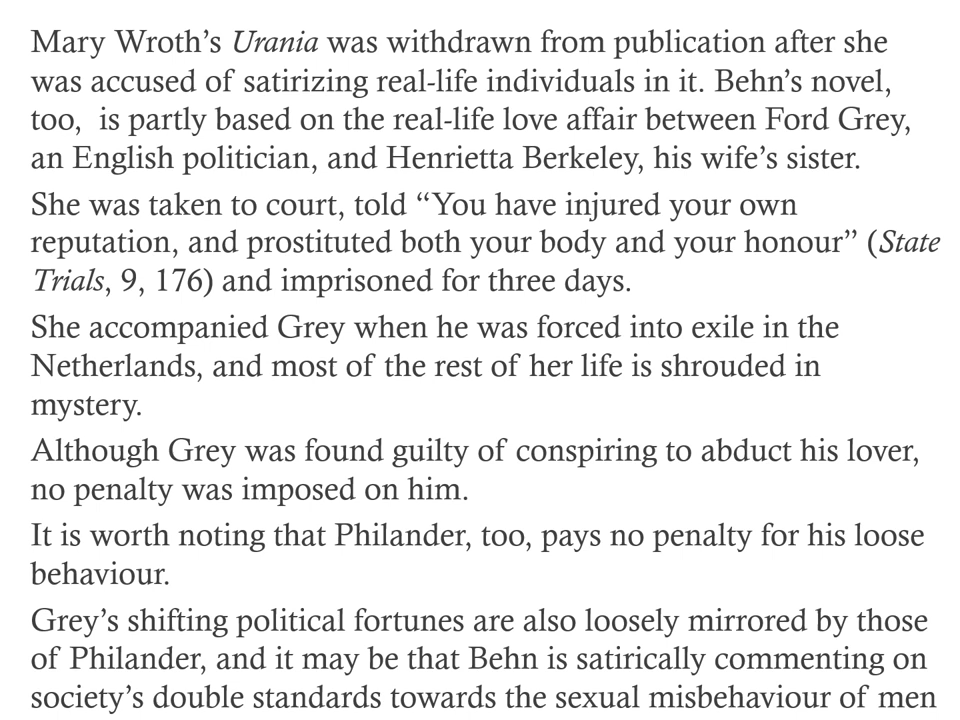 Mary Wroth’s Urania was withdrawn from publication after she
was accused of satirizing real-life individuals in it. Behn’s novel,
too,  is partly based on the real-life love affair between Ford Grey,
an English politician, and Henrietta Berkeley, his wife’s sister.
She was taken to court, told “You have injured your own
reputation, and prostituted both your body and your honour” (State
Trials, 9, 176) and imprisoned for three days.
She accompanied Grey when he was forced into exile in the
Netherlands, and most of the rest of her life is shrouded in
mystery.
Although Grey was found guilty of conspiring to abduct his lover,
no penalty was imposed on him.
It is worth noting that Philander, too, pays no penalty for his loose
behaviour.
Grey’s shifting political fortunes are also loosely mirrored by those
of Philander, and it may be that Behn is satirically commenting on
society’s double standards towards the sexual misbehaviour of men